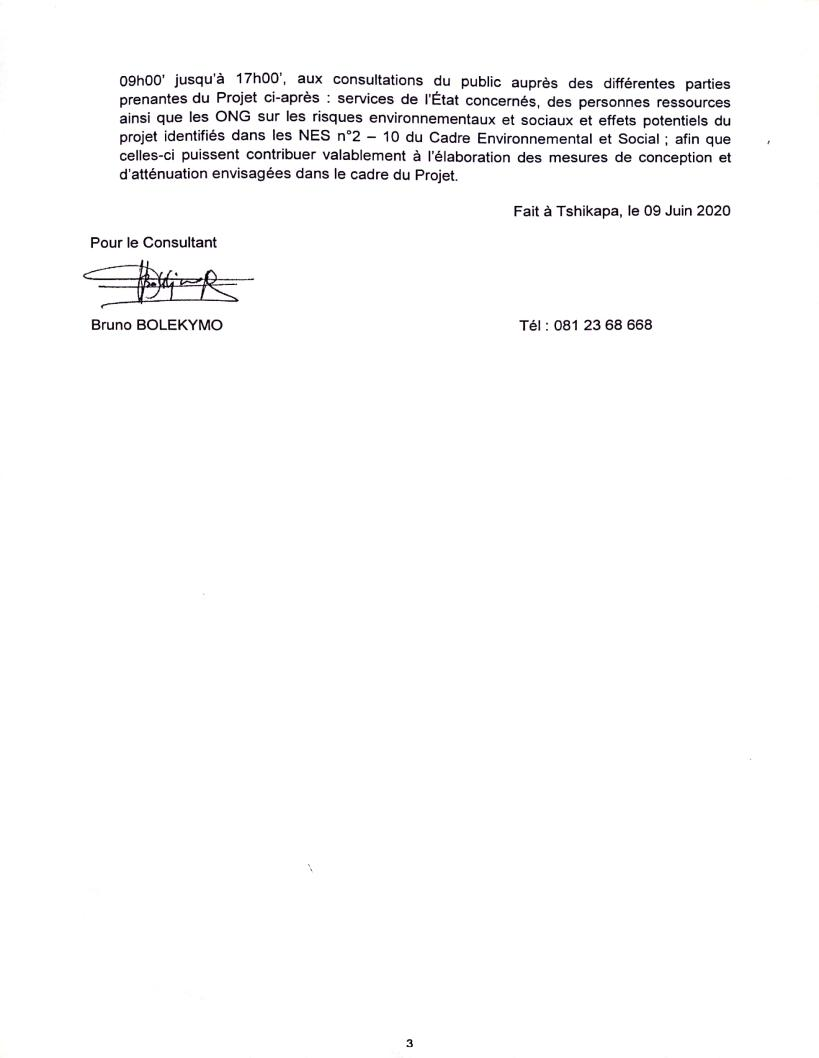 09h00' jusqu'à 17h00', aux consultations du public auprès des différentes parties
prenantes du Projet ci-après : services de l'État concernés, des personnes ressources
ainsi que les ONG sur les risques environnementaux et sociaux et effets potentiels du
projet identifiés dans les NES n°2 – 10 du Cadre Environnemental et Social ; afin que
celles-ci puissent contribuer valablement à l'élaboration des mesures de conception et
d'atténuation envisagées dans le cadre du Projet.
Fait à Tshikapa, le 09 Juin 2020
Pour le Consultant
Bruno BOLEKYMO
Tél : 081 23 68 668
3